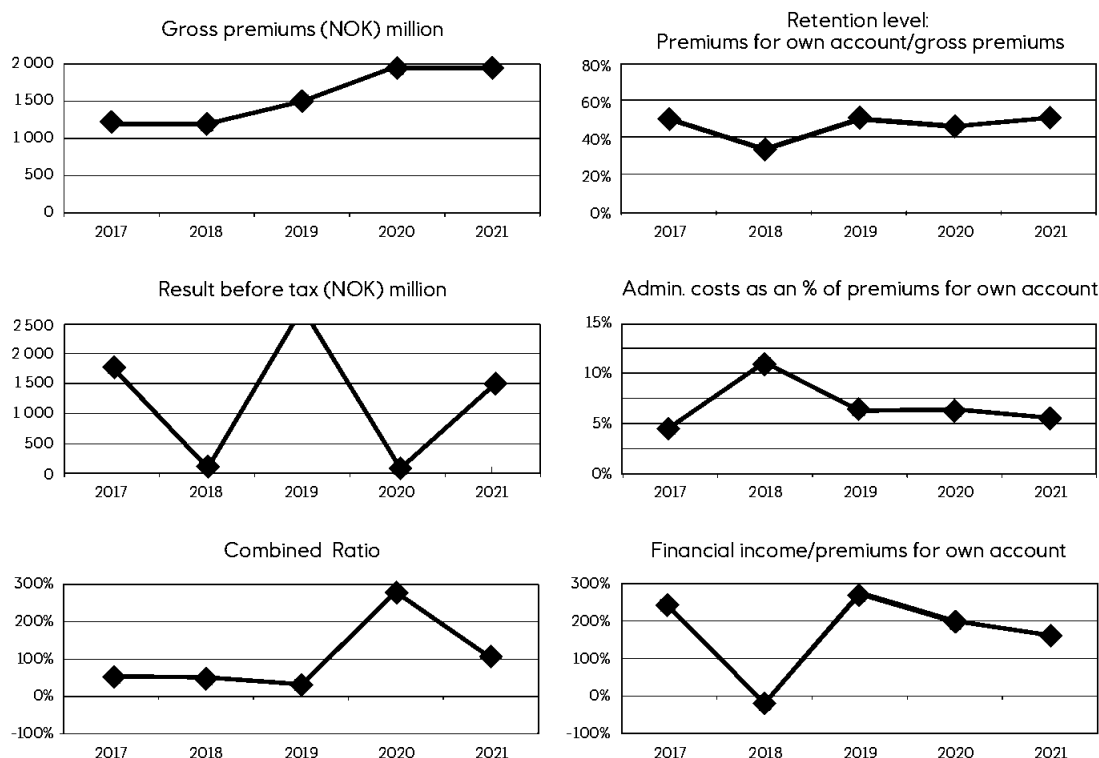 Gross premiums (NOK) million
2 000
1 500
1 000
500
0
2017 2018 2019 2020 2021
Retention level:
Premiums for own account/gross premiums
80%
60%
40%
20%
0%
2017 2018 2019 2020 2021
Result before tax (NOK) million
2 500
2 000
1 500
1 000
500
0
2017 2018 2019 2020 2021
Admin. costs as an % of premiums for own account
15%
10%
5%
0%
2017 2018 2019 2020 2021
Combined Ratio
300%
200%
100%
0%
-100%
2017 2018 2019 2020 2021
Financial income/premiums for own account
300%
200%
100%
0%
-100%
2017 2018 2019 2020 2021